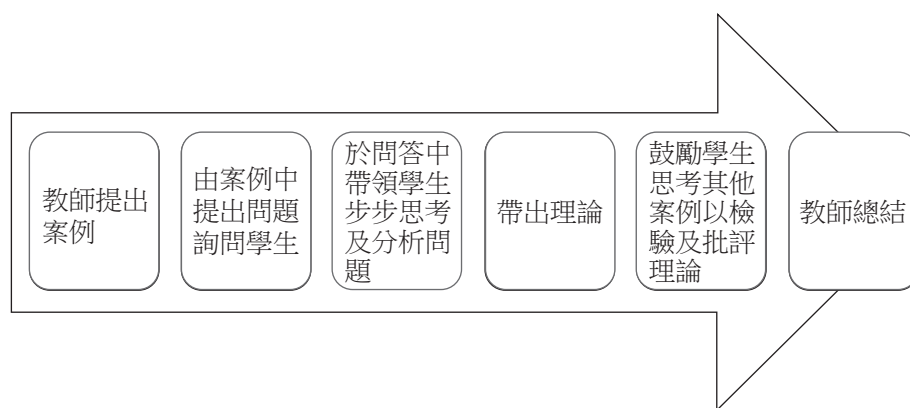 教師提出
案例
由案例中
提出問題
詢問學生
於問答中
帶領學生
步步思考
及分析問
題
帶出理論
鼓勵學生
思考其他
案例以檢
驗及批評
理論
教師總結